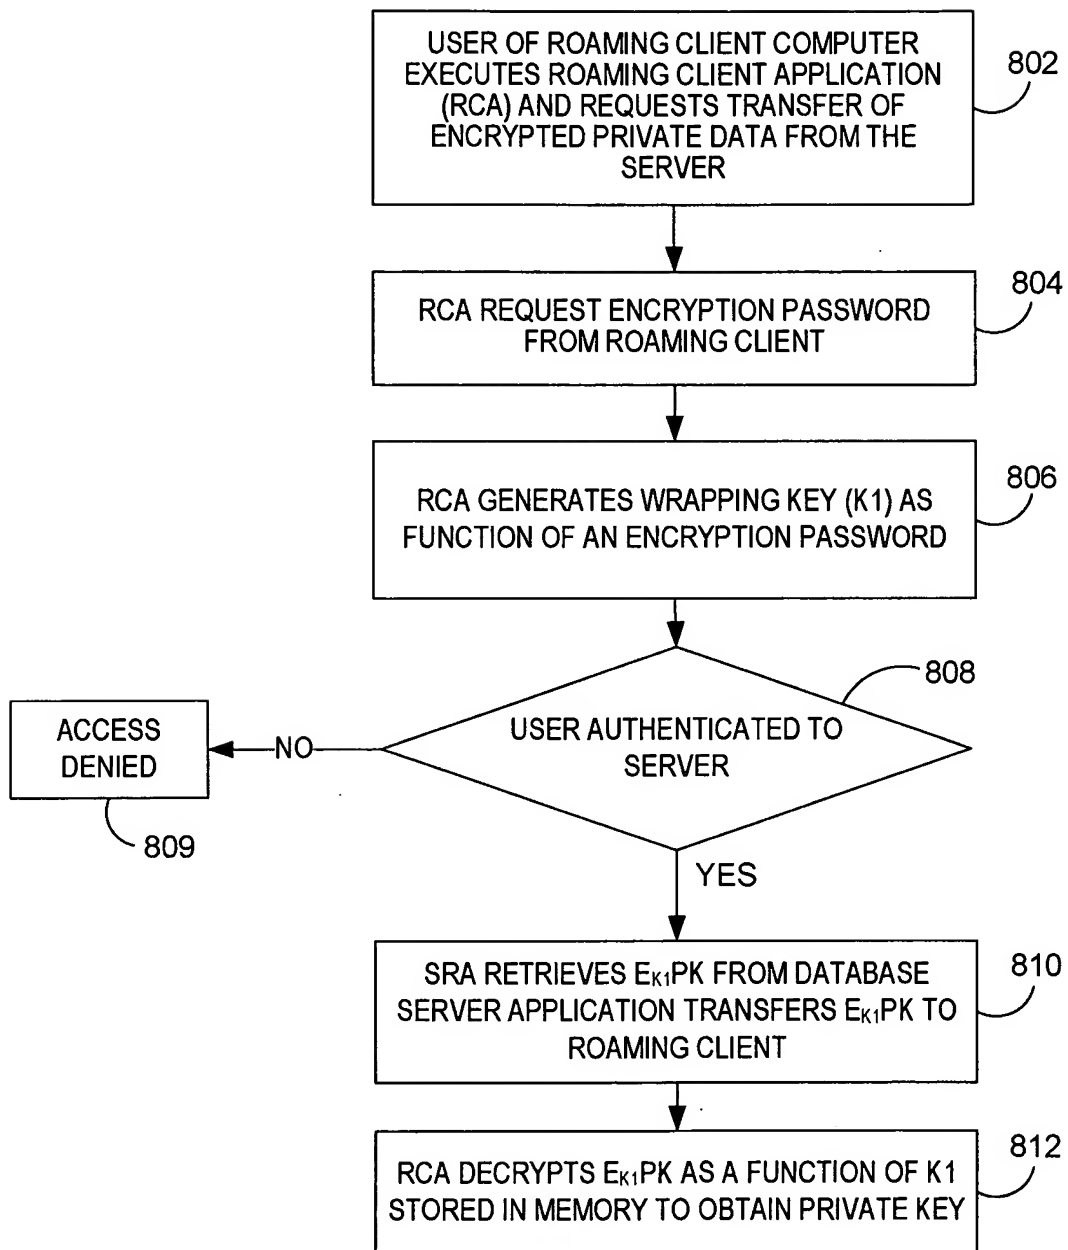 USER OF ROAMING CLIENT COMPUTER
EXECUTES ROAMING CLIENT APPLICATION
(RCA) AND REQUESTS TRANSFER OF
ENCRYPTED PRIVATE DATA FROM THE
SERVER
802
RCA REQUEST ENCRYPTION PASSWORD
FROM ROAMING CLIENT
804
RCA GENERATES WRAPPING KEY (K1) AS
FUNCTION OF AN ENCRYPTION PASSWORD
806
USER AUTHENTICATED TO
SERVER
808
NO
ACCESS
DENIED
809
YES
SRA RETRIEVES EK1PK FROM DATABASE
SERVER APPLICATION TRANSFERS EK1PK TO
ROAMING CLIENT
810
RCA DECRYPTS EK1PK AS A FUNCTION OF K1
STORED IN MEMORY TO OBTAIN PRIVATE KEY
812